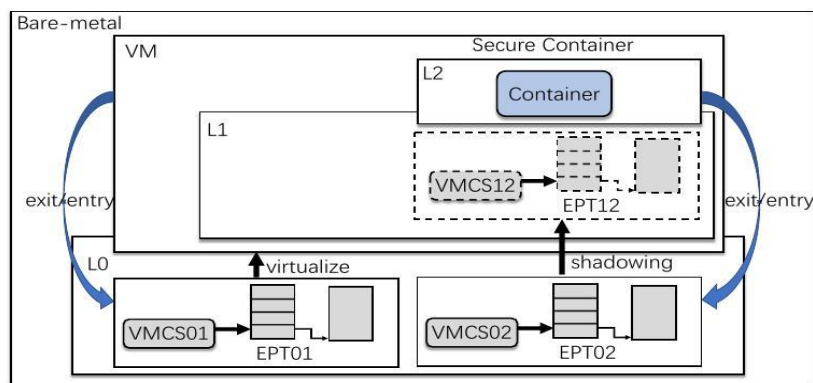 Bare-metal
VM
Secure Container
L2
Container
L1
VMCS12
EPT12
exit/entry
exit/entry
L0
virtualize
shadowing
VMCS01
EPT01
VMCS02
EPT02